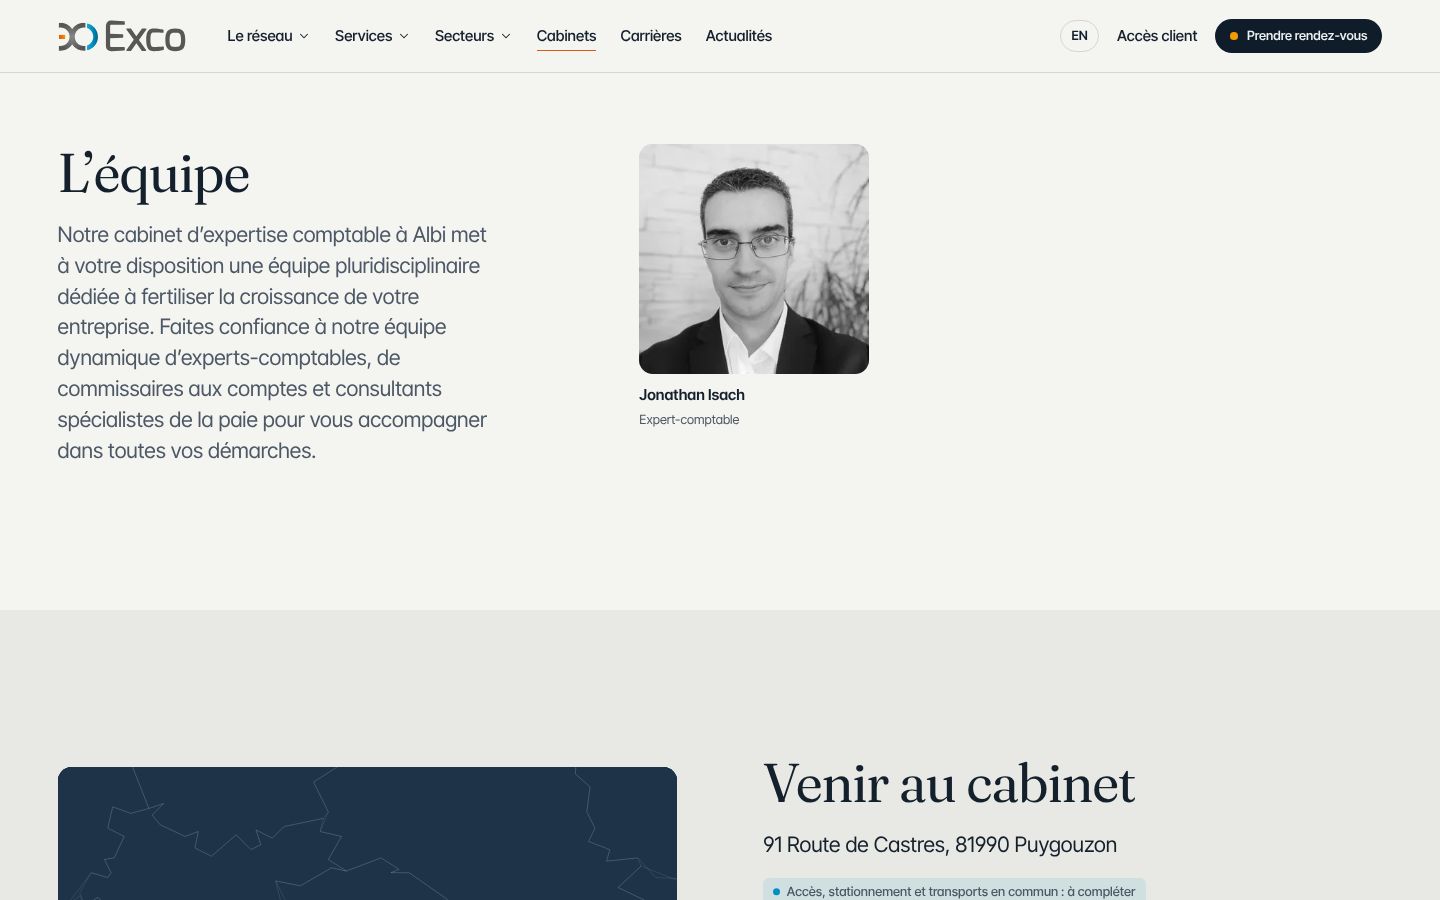 Exco
Le réseau
Services
Secteurs
Cabinets
Carrières
Actualités
EN
Accès client
Prendre rendez-vous
L’équipe
Notre cabinet d’expertise comptable à Albi met
à votre disposition une équipe pluridisciplinaire
dédiée à fertiliser la croissance de votre
entreprise. Faites confiance à notre équipe
dynamique d’experts-comptables, de
commissaires aux comptes et consultants
spécialistes de la paie pour vous accompagner
dans toutes vos démarches.
Jonathan Isach
Expert-comptable
Venir au cabinet
91 Route de Castres, 81990 Puygouzon
Accès, stationnement et transports en commun : à compléter